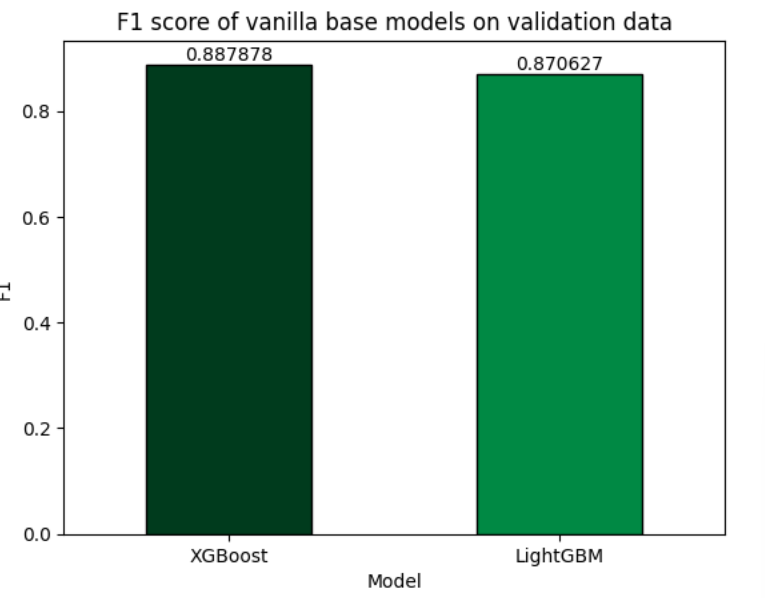 F1 score of vanilla base models on validation data
0.887878
0.870627
0.8
0.6
F1
0.4
0.2
0.0
XGBoost
LightGBM
Model